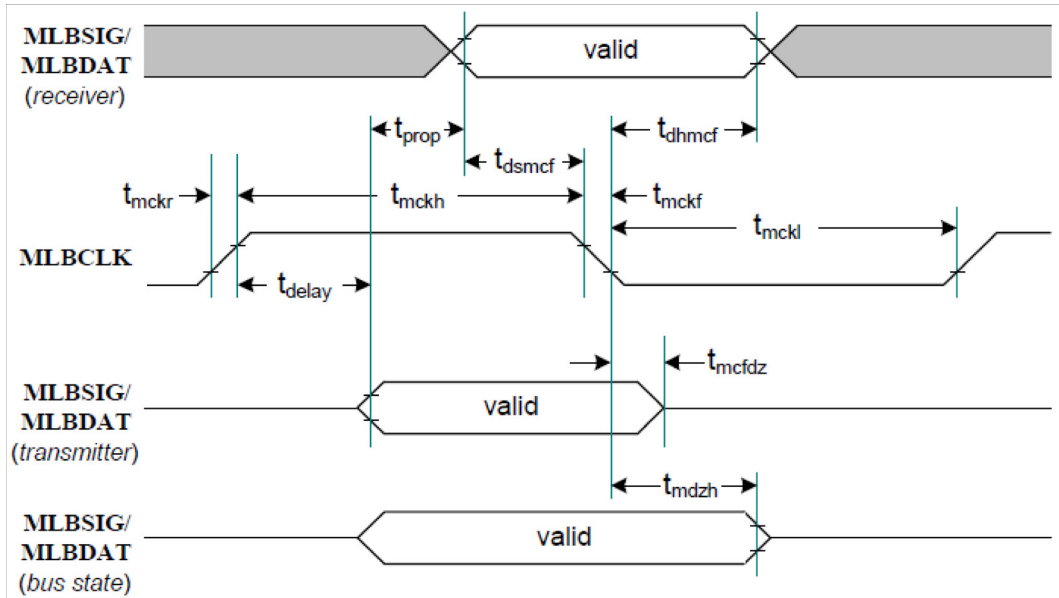 MLBSIG/
MLBDAT
(receiver)
valid
tprop
tdhmcf
tdsmcf
tmckr
tmckh
tmckf
tmckl
MLBCLK
tdelay
tmcfdz
MLBSIG/
MLBDAT
(transmitter)
valid
tmdzh
MLBSIG/
MLBDAT
(bus state)
valid